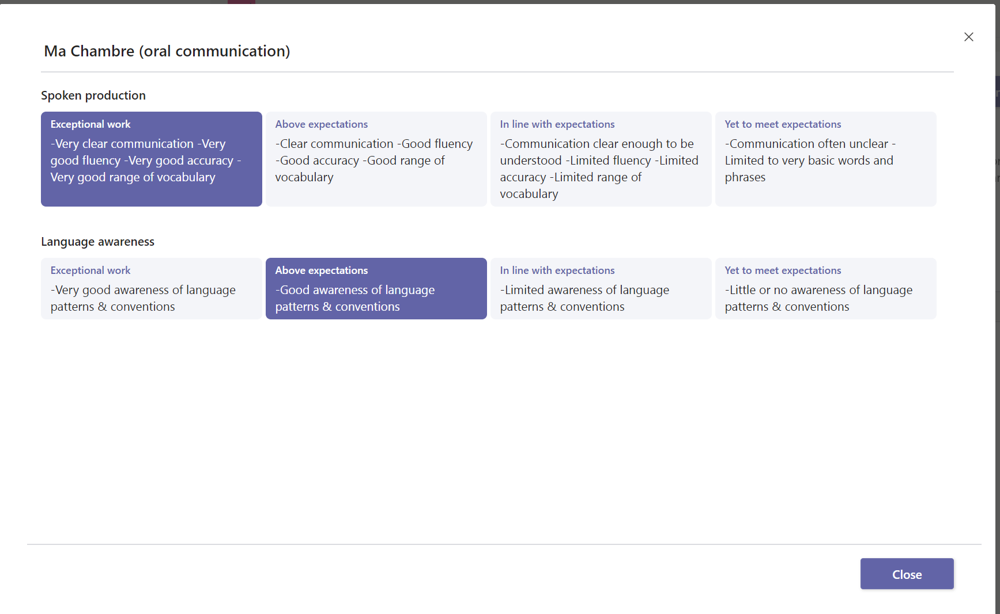 Ma Chambre (oral communication)
Spoken production
Exceptional work
-Very clear communication -Very
good fluency -Very good accuracy -
Very good range of vocabulary
Above expectations
-Clear communication -Good fluency
-Good accuracy -Good range of
vocabulary
In line with expectations
-Communication clear enough to be
understood -Limited fluency -Limited
accuracy -Limited range of
vocabulary
Yet to meet expectations
-Communication often unclear -
Limited to very basic words and
phrases
Language awareness
Exceptional work
-Very good awareness of language
patterns & conventions
Above expectations
-Good awareness of language
patterns & conventions
In line with expectations
-Limited awareness of language
patterns & conventions
Yet to meet expectations
-Little or no awareness of language
patterns & conventions
Close